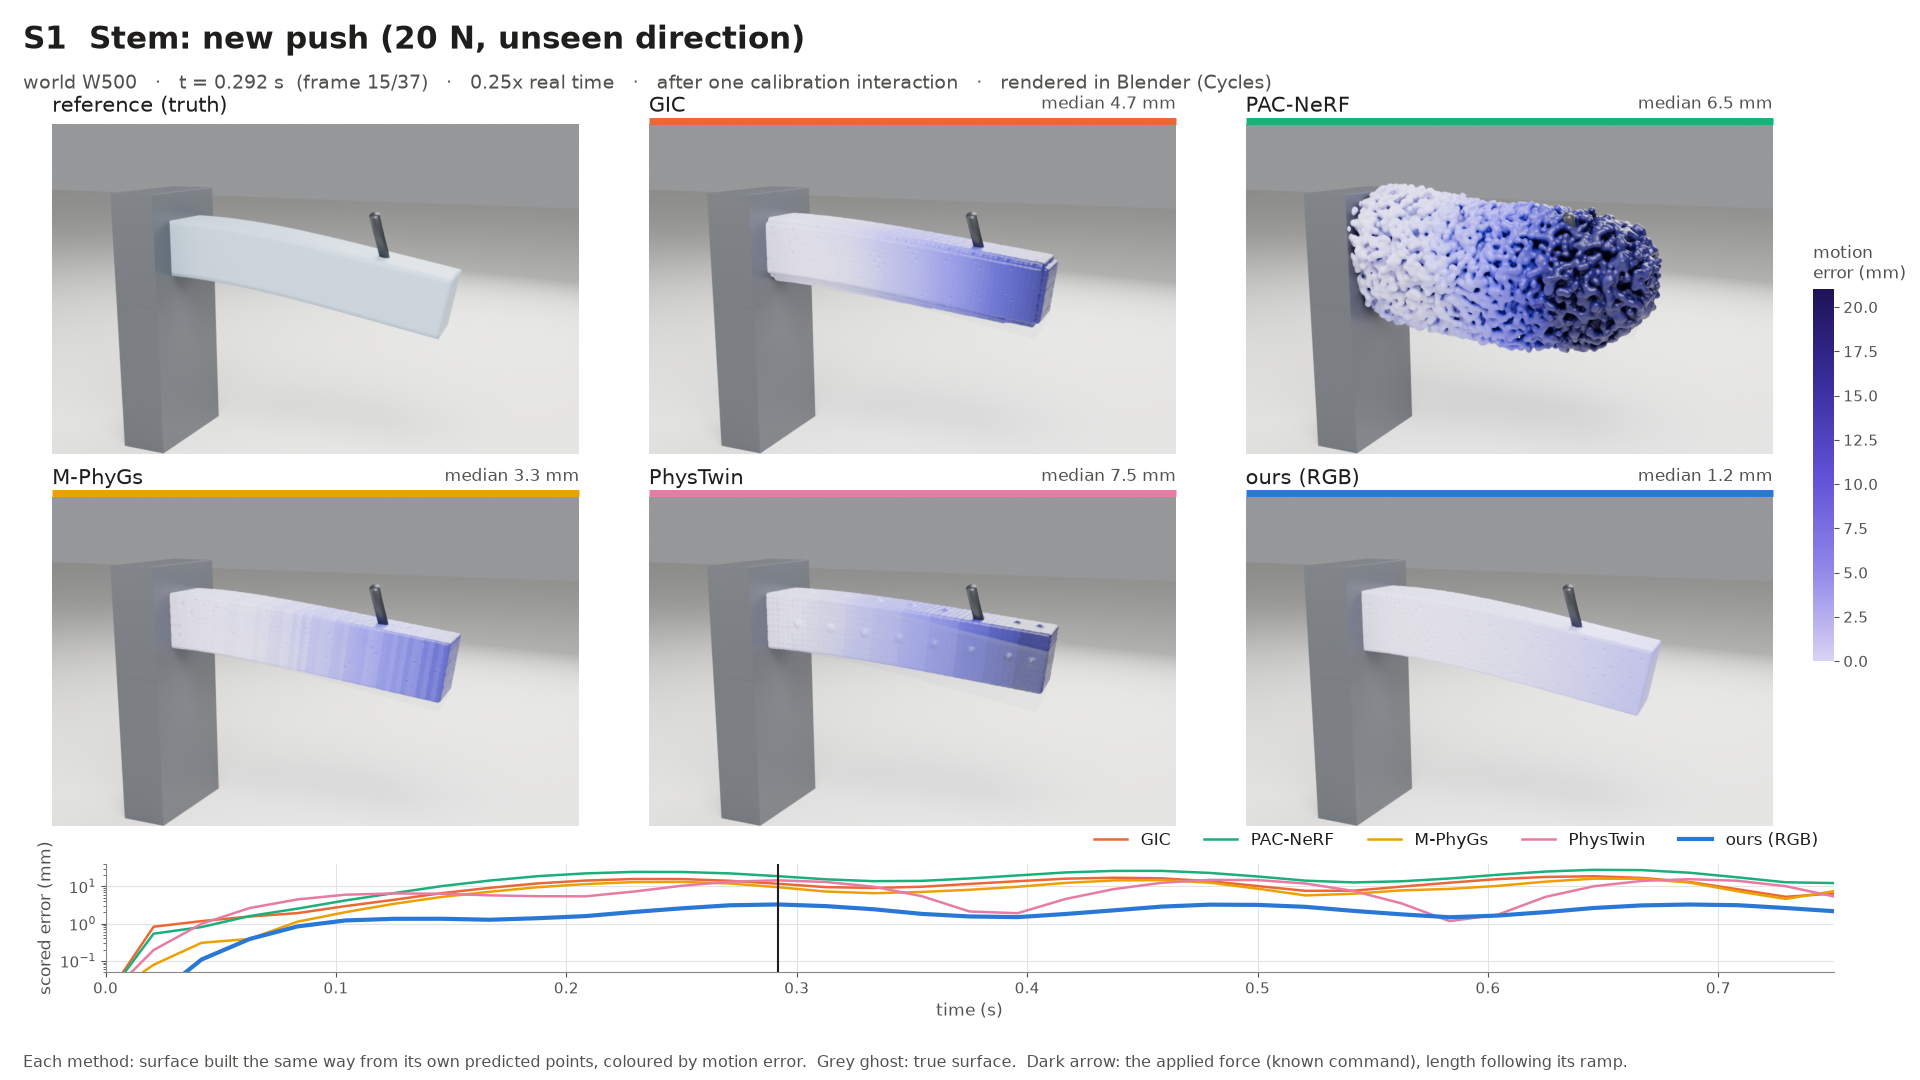 S1  Stem: new push (20 N, unseen direction)
world W500   ·   t = 0.292 s  (frame 15/37)   ·   0.25x real time   ·   after one calibration interaction   ·   rendered in Blender (Cycles)
reference (truth)
GIC
median 4.7 mm
PAC-NeRF
median 6.5 mm
motion
error (mm)
20.0
17.5
15.0
12.5
10.0
7.5
5.0
2.5
0.0
M-PhyGs
median 3.3 mm
PhysTwin
median 7.5 mm
ours (RGB)
median 1.2 mm
GIC
PAC-NeRF
M-PhyGs
PhysTwin
ours (RGB)
scored error (mm)
10¹
10⁰
10⁻¹
0.0
0.1
0.2
0.3
0.4
0.5
0.6
0.7
time (s)
Each method: surface built the same way from its own predicted points, coloured by motion error.  Grey ghost: true surface.  Dark arrow: the applied force (known command), length following its ramp.